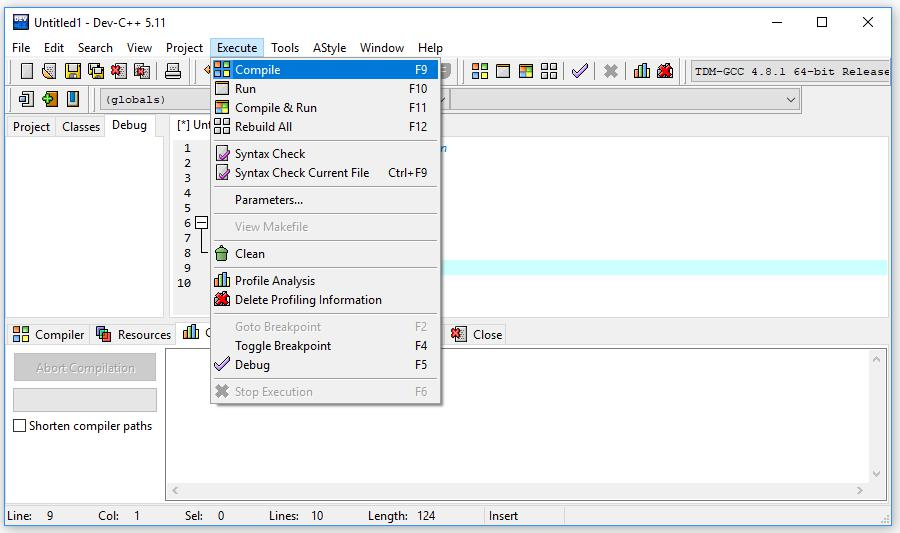 DEV
Untitled1 - Dev-C++ 5.11
File Edit Search View Project Execute Tools AStyle Window Help
TDM-GCC 4.8.1 64-bit Release
(globals)
Project Classes Debug
[*] Unt
Compile F9
Run F10
Compile & Run F11
Rebuild All F12
Syntax Check
Syntax Check Current File Ctrl+F9
Parameters...
View Makefile
Clean
Profile Analysis
Delete Profiling Information
Goto Breakpoint F2
Toggle Breakpoint F4
Debug F5
Stop Execution F6
1
2
3
4
5
6
7
8
9
10
Compiler Resources Close
Abort Compilation
Shorten compiler paths
Line: 9 Col: 1 Sel: 0 Lines: 10 Length: 124 Insert